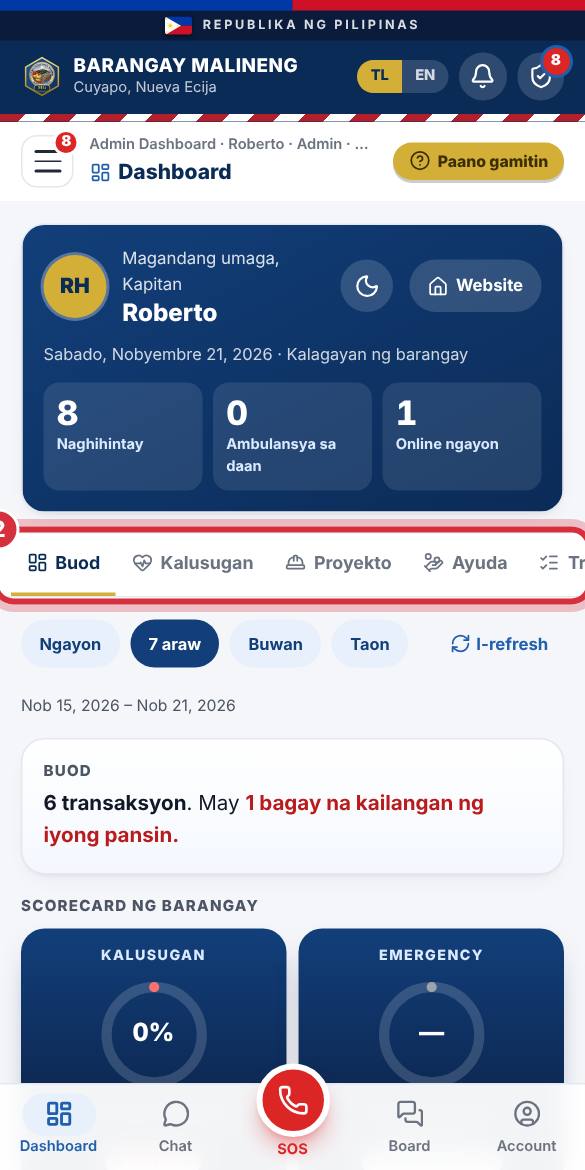 REPUBLIKA NG PILIPINAS
BARANGAY MALINENG
Cuyapo, Nueva Ecija
TL EN
8
8
Admin Dashboard · Roberto · Admin · ...
Dashboard
Paano gamitin
RH
Magandang umaga,
Kapitan
Roberto
Website
Sabado, Nobyembre 21, 2026 · Kalagayan ng barangay
8 0 1
Naghihintay Ambulansya sa Online ngayon
daan
2
Buod Kalusugan Proyekto Ayuda Tr
Ngayon 7 araw Buwan Taon I-refresh
Nob 15, 2026 – Nob 21, 2026
BUOD
6 transaksyon. May 1 bagay na kailangan ng
iyong pansin.
SCORECARD NG BARANGAY
KALUSUGAN EMERGENCY
0% —
Dashboard Chat SOS Board Account